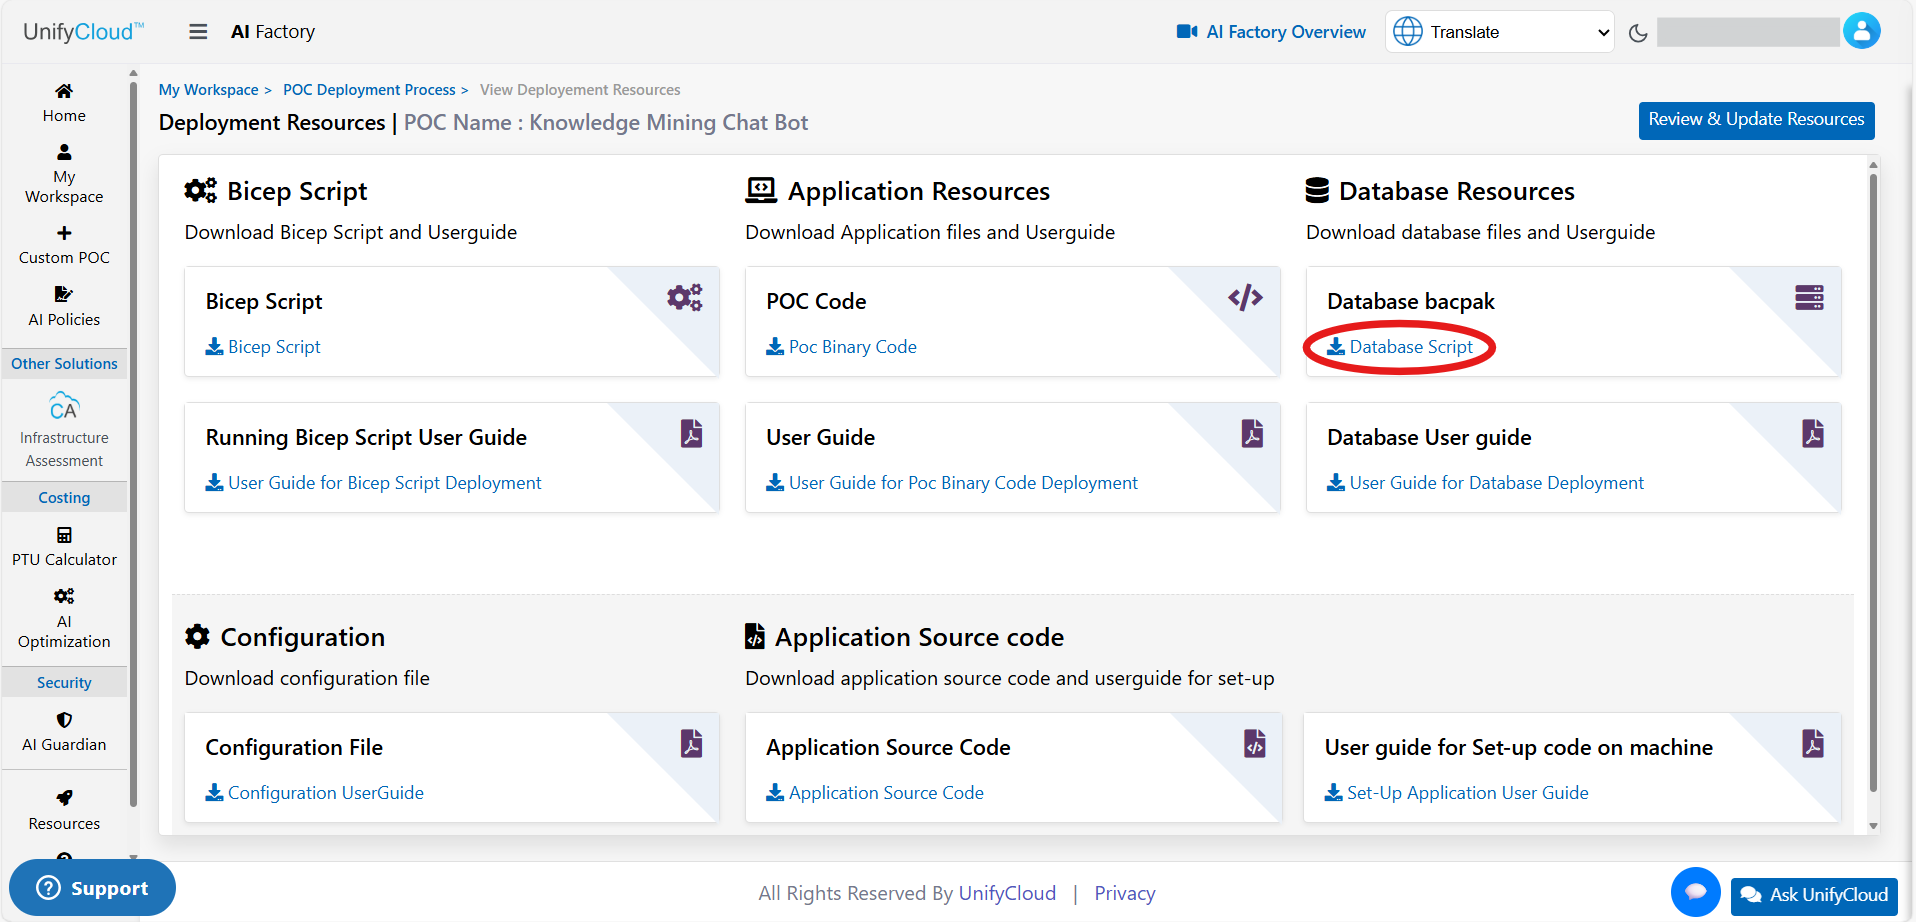 UnifyCloud™
AI Factory
AI Factory Overview
Translate
Home
My
Workspace
Custom POC
AI Policies
Other Solutions
CA
Infrastructure
Assessment
Costing
PTU Calculator
AI
Optimization
Security
AI Guardian
Resources
Support
My Workspace > POC Deployment Process > View Deployement Resources
Deployment Resources | POC Name : Knowledge Mining Chat Bot
Review & Update Resources
Bicep Script
Download Bicep Script and Userguide
Bicep Script
Bicep Script
Running Bicep Script User Guide
User Guide for Bicep Script Deployment
Application Resources
Download Application files and Userguide
POC Code
Poc Binary Code
User Guide
User Guide for Poc Binary Code Deployment
Database Resources
Download database files and Userguide
Database bacpak
Database Script
Database User guide
User Guide for Database Deployment
Configuration
Download configuration file
Configuration File
Configuration UserGuide
Application Source code
Download application source code and userguide for set-up
Application Source Code
Application Source Code
User guide for Set-up code on machine
Set-Up Application User Guide
All Rights Reserved By UnifyCloud | Privacy
Ask UnifyCloud